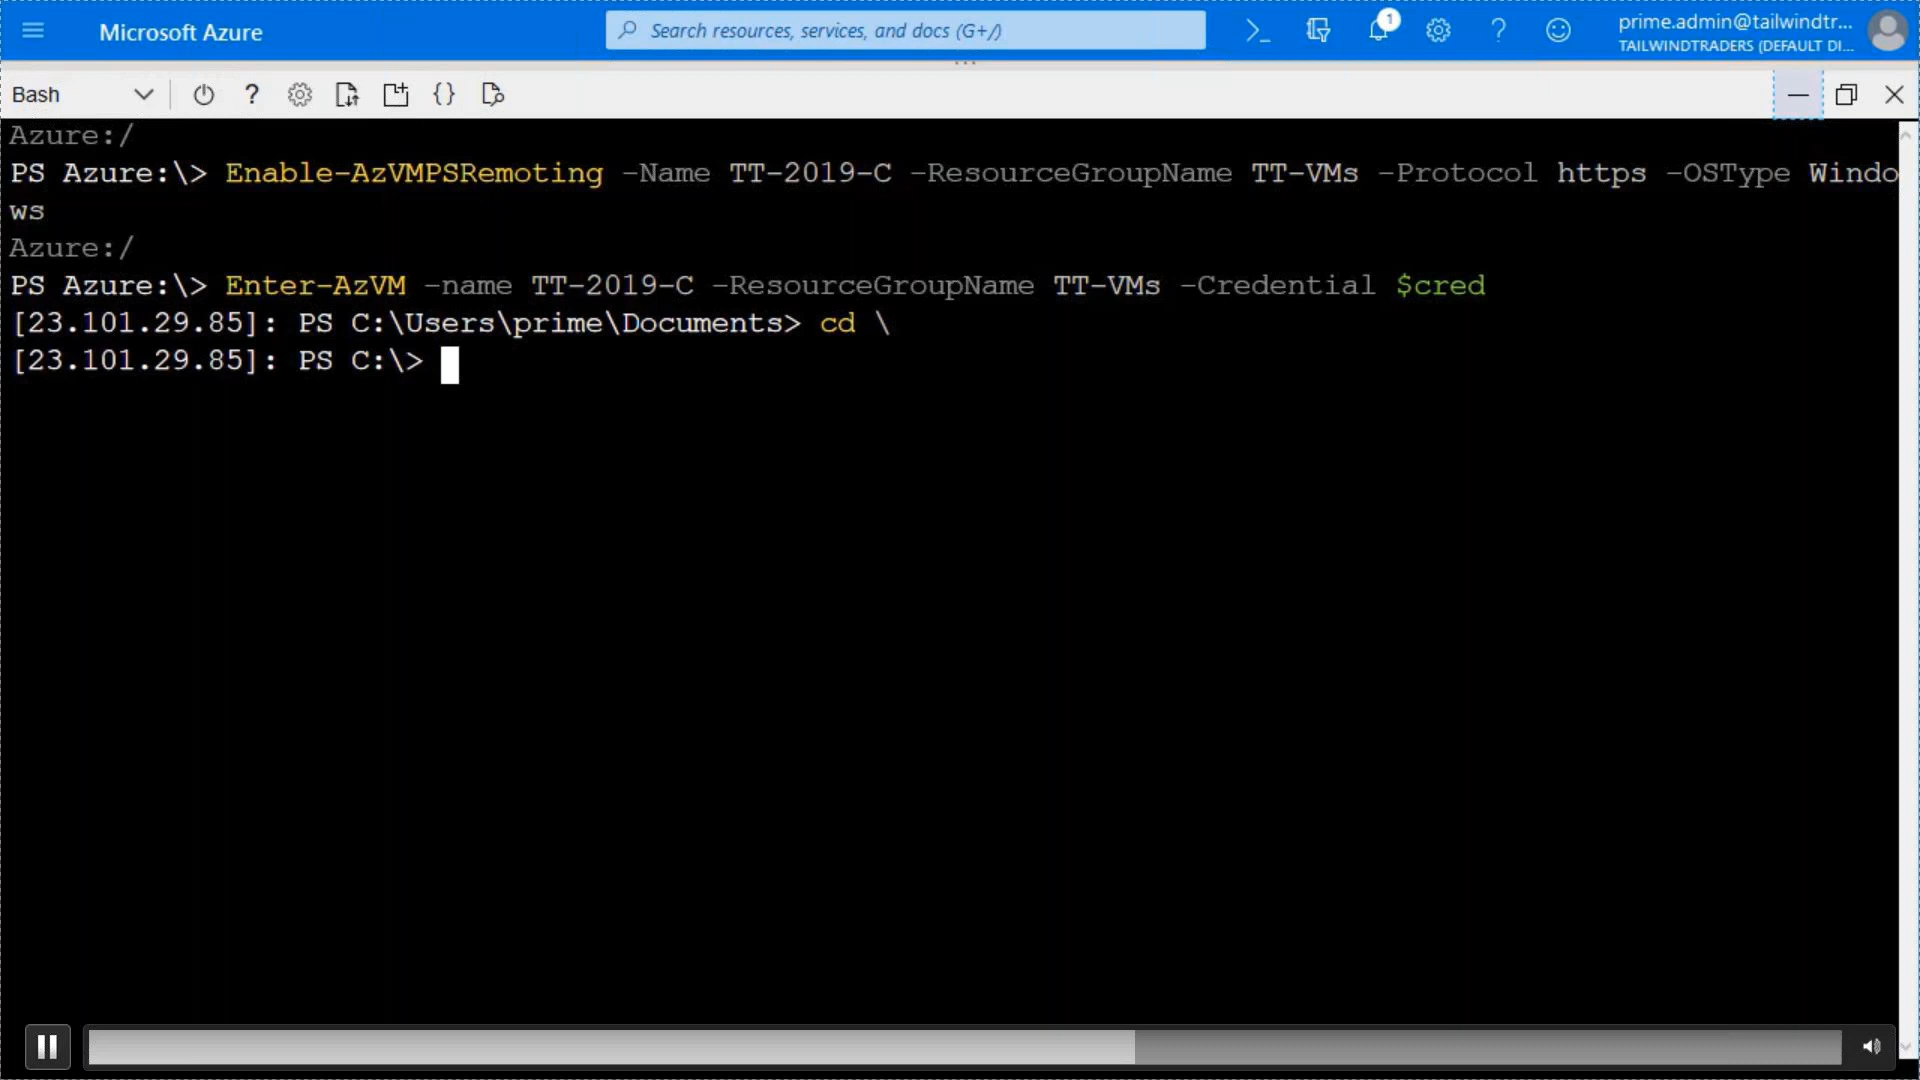 Microsoft Azure
Search resources, services, and docs (G+/)
1
prime.admin@tailwindtr...
TAILWINDTRADERS (DEFAULT DI...
Bash
Azure:/
PS Azure:\> Enable-AzVMPSRemoting -Name TT-2019-C -ResourceGroupName TT-VMs -Protocol https -OSType Windo
ws
Azure:/
PS Azure:\> Enter-AzVM -name TT-2019-C -ResourceGroupName TT-VMs -Credential $cred
[23.101.29.85]: PS C:\Users\prime\Documents> cd \
[23.101.29.85]: PS C:\>